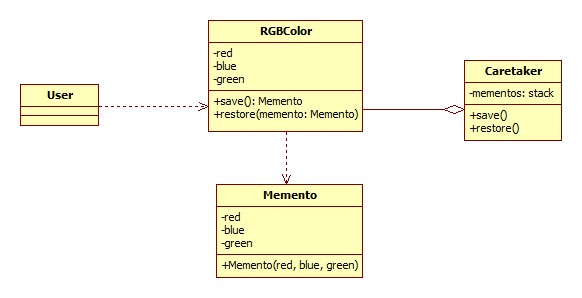 User
RGBColor
-red
-blue
-green
+save(): Memento
+restore(memento: Memento)
Caretaker
-mementos: stack
+save()
+restore()
Memento
-red
-blue
-green
+Memento(red, blue, green)